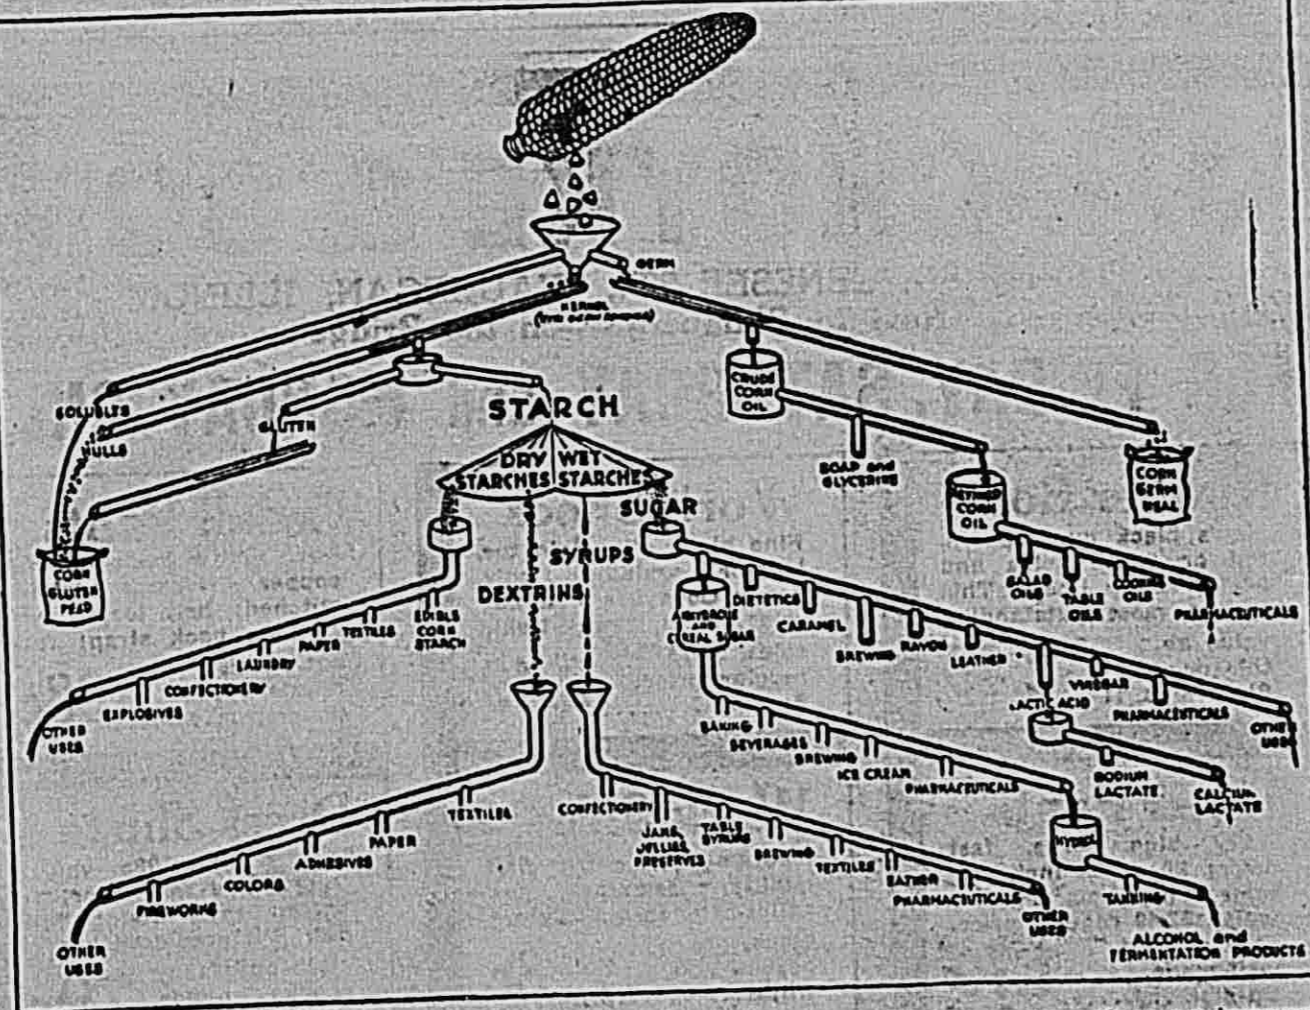 GERM
KERNEL
SOLUBLES
HULLS
GLUTEN
CORN
GLUTEN
FEED
STARCH
DRY
STARCHES
WET
STARCHES
SUGAR
SYRUPS
DEXTRINS
CRUDE
CORN
OIL
SOAP and
GLYCERINE
REFINED
CORN
OIL
CORN
GERM
MEAL
SALAD
OILS
TABLE
OILS
COOKING
OILS
PHARMACEUTICALS
EDIBLE
CORN
STARCH
TEXTILES
PAPER
LAUNDRY
CONFECTIONERY
EXPLOSIVES
OTHER
USES
AND
CEREAL SUGAR
DIETETICS
CARAMEL
BREWING
RAYON
LEATHER
LACTIC ACID
VINEGAR
PHARMACEUTICALS
OTHER
USES
SODIUM
LACTATE
CALCIUM
LACTATE
BAKING
BEVERAGES
BREWING
ICE CREAM
PHARMACEUTICALS
HYDROL
TANNING
ALCOHOL and
FERMENTATION PRODUCTS
TEXTILES
PAPER
ADHESIVES
COLORS
FIREWORKS
OTHER
USES
CONFECTIONERY
JAMS
JELLIES
PRESERVES
TABLE
SYRUPS
BREWING
TEXTILES
LEATHER
PHARMACEUTICALS
OTHER
USES